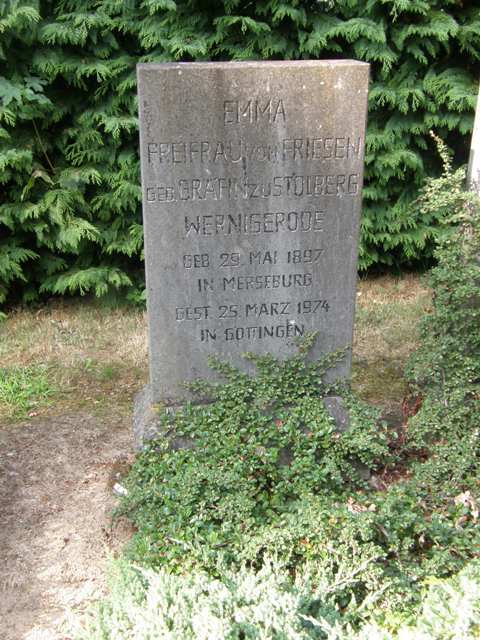 EMMA
FREIFRAU VON FRIESEN
GEB. GRÄFIN ZU STOLBERG
WERNIGERODE
GEB. 29. MAI 1897
IN MERSEBURG
GEST. 25. MÄRZ 1974
IN GÖTTINGEN